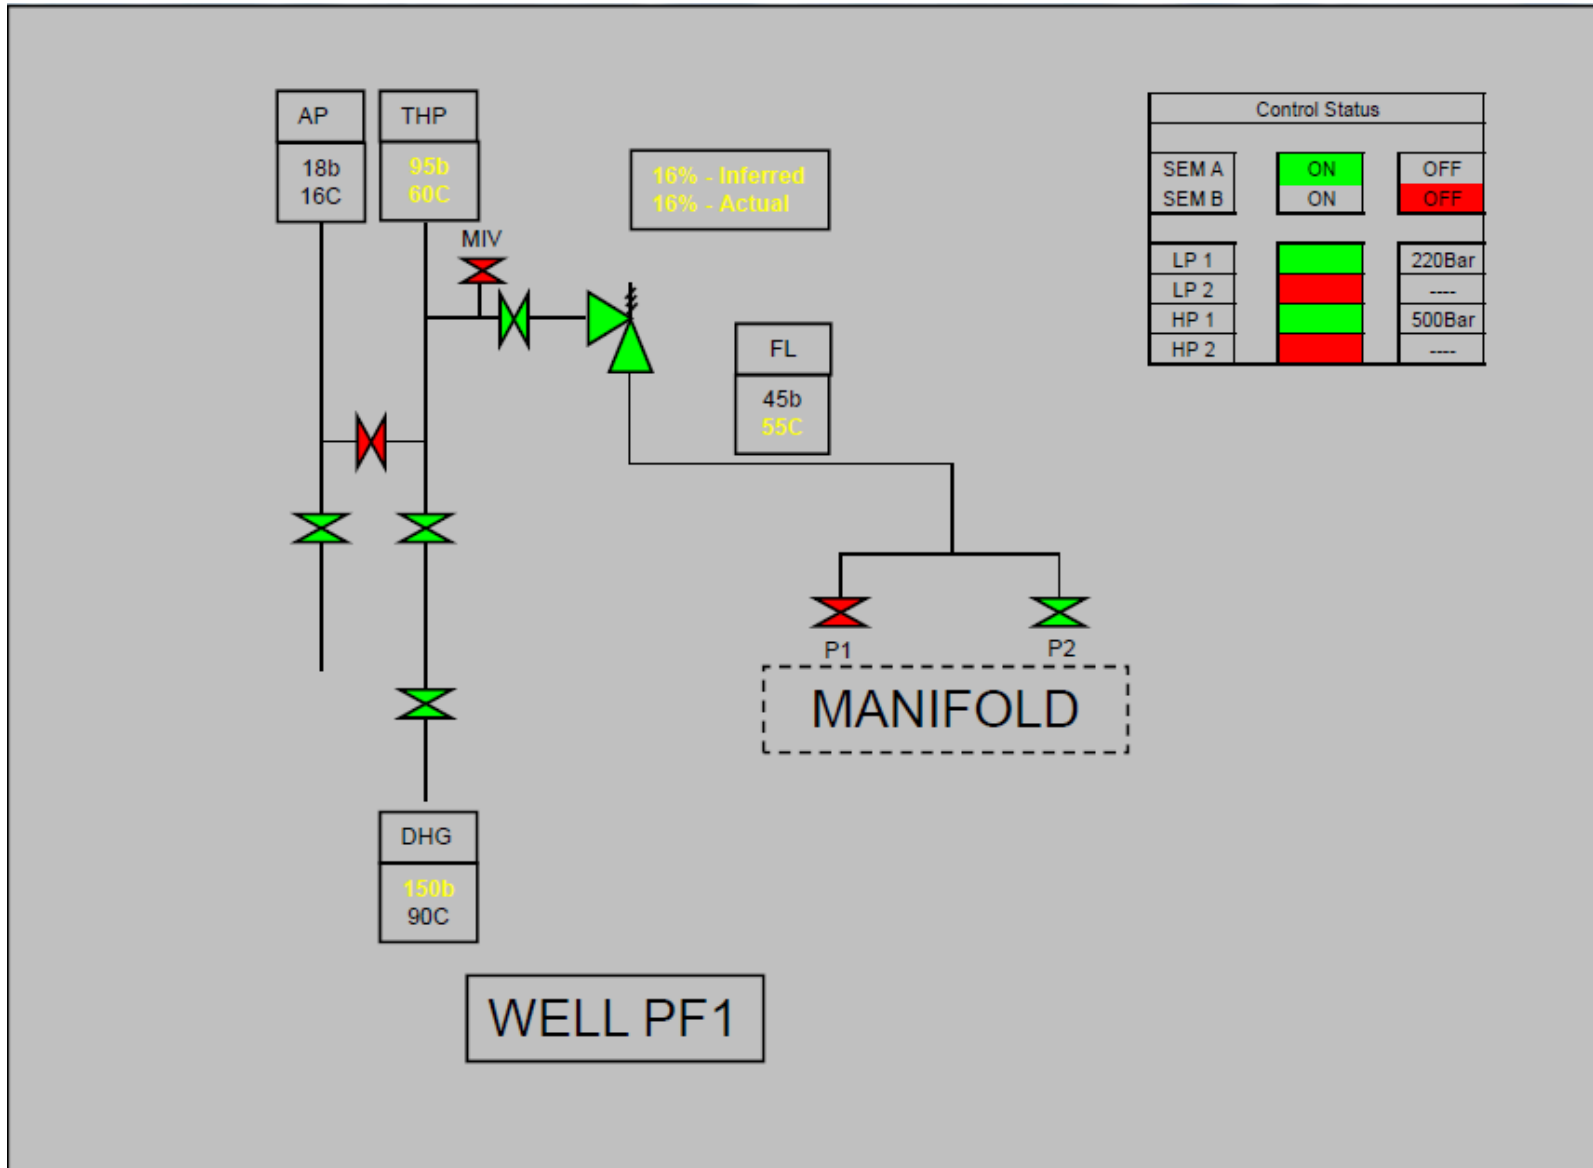 AP
18b
16C
THP
95b
60C
16% - Inferred
16% - Actual
MIV
FL
45b
55C
P1
P2
MANIFOLD
DHG
150b
90C
WELL PF1
Control Status
SEM A ON OFF
SEM B ON OFF
LP 1 220Bar
LP 2 ----
HP 1 500Bar
HP 2 ----